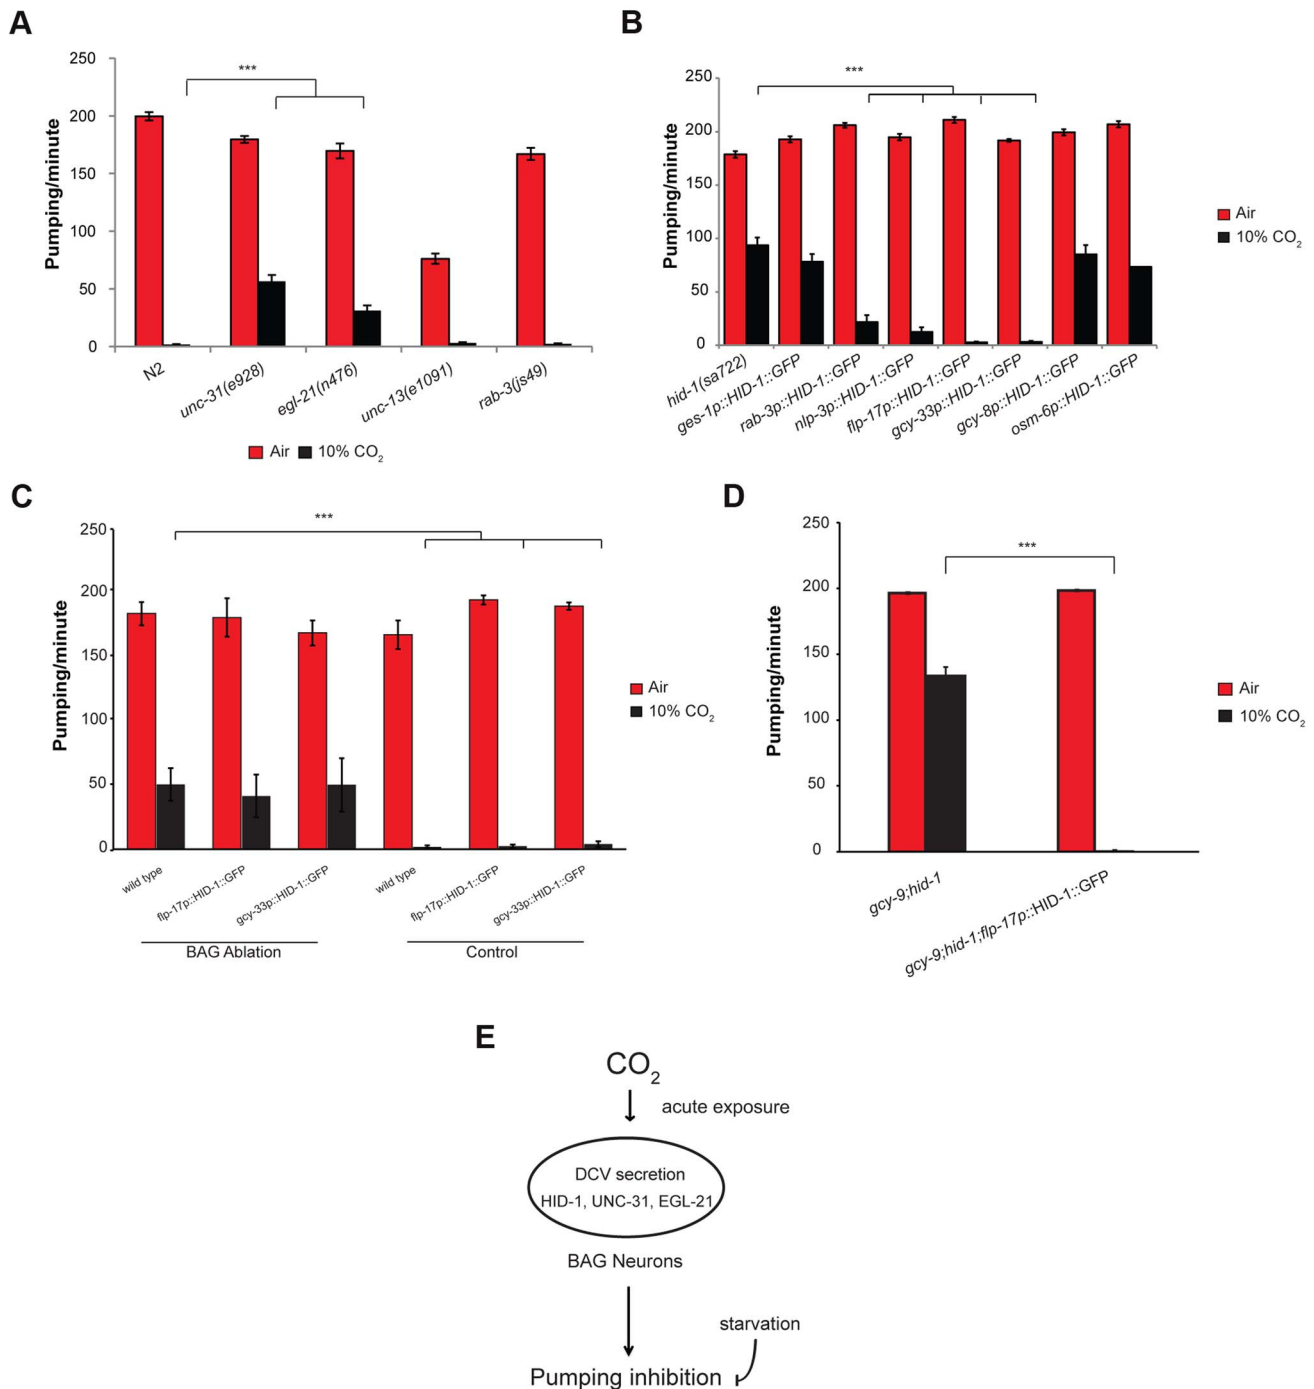 A
250
200
150
100
50
0
Pumping/minute
***
N2
unc-31(e928)
egl-21(n476)
unc-13(e1091)
rab-3(js49)
Air
10% CO2
B
250
200
150
100
50
0
Pumping/minute
***
hid-1(sa722)
ges-1p::HID-1::GFP
rab-3p::HID-1::GFP
nlp-3p::HID-1::GFP
flp-17p::HID-1::GFP
gcy-33p::HID-1::GFP
gcy-8p::HID-1::GFP
osm-6p::HID-1::GFP
Air
10% CO2
C
250
200
150
100
50
0
Pumping/minute
***
wild type
flp-17p::HID-1::GFP
gcy-33p::HID-1::GFP
wild type
flp-17p::HID-1::GFP
gcy-33p::HID-1::GFP
BAG Ablation
Control
Air
10% CO2
D
250
200
150
100
50
0
Pumping/minute
***
gcy-9;hid-1
gcy-9;hid-1;flp-17p::HID-1::GFP
Air
10% CO2
E
CO2
acute exposure
DCV secretion
HID-1, UNC-31, EGL-21
BAG Neurons
starvation
Pumping inhibition